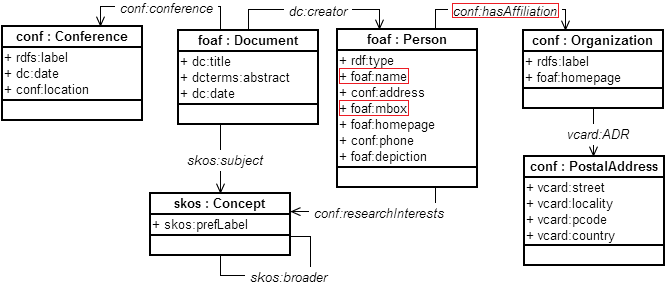 conf:conference
dc:creator
conf:hasAffiliation
conf : Conference
+ rdfs:label
+ dc:date
+ conf:location
foaf : Document
+ dc:title
+ dcterms:abstract
+ dc:date
foaf : Person
+ rdf.type
+ foaf:name
+ conf:address
+ foaf:mbox
+ foaf:homepage
+ conf:phone
+ foaf:depiction
conf : Organization
+ rdfs:label
+ foaf:homepage
vcard:ADR
skos:subject
conf : PostalAddress
+ vcard:street
+ vcard:locality
+ vcard:pcode
+ vcard:country
skos : Concept
+ skos:prefLabel
conf:researchInterests
skos:broader